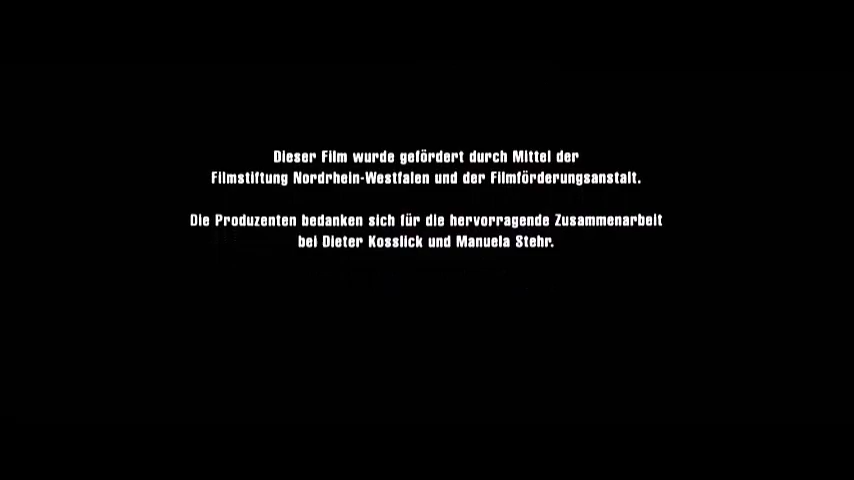 Dieser Film wurde gefördert durch Mittel der
Filmstiftung Nordrhein-Westfalen und der Filmförderungsanstalt.
Die Produzenten bedanken sich für die hervorragende Zusammenarbeit
bei Dieter Kosslick und Manuela Stehr.